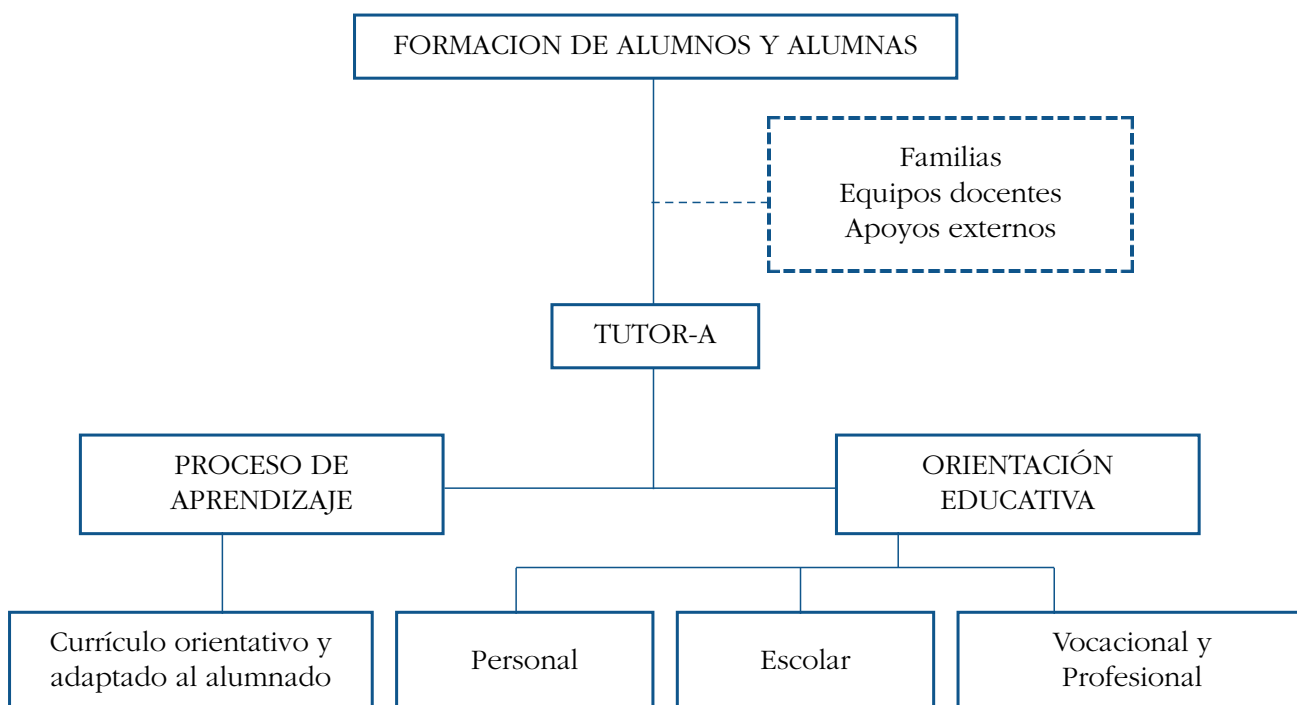 FORMACION DE ALUMNOS Y ALUMNAS
Familias
Equipos docentes
Apoyos externos
TUTOR-A
PROCESO DE
APRENDIZAJE
ORIENTACIÓN
EDUCATIVA
Currículo orientativo y
adaptado al alumnado
Personal
Escolar
Vocacional y
Profesional